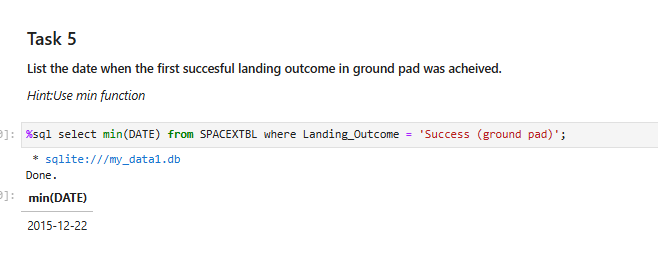 Task 5
List the date when the first succesful landing outcome in ground pad was acheived.
Hint:Use min function
]: %sql select min(DATE) from SPACEXTBL where Landing_Outcome = 'Success (ground pad)';
* sqlite:///my_data1.db
Done.
]: min(DATE)
2015-12-22